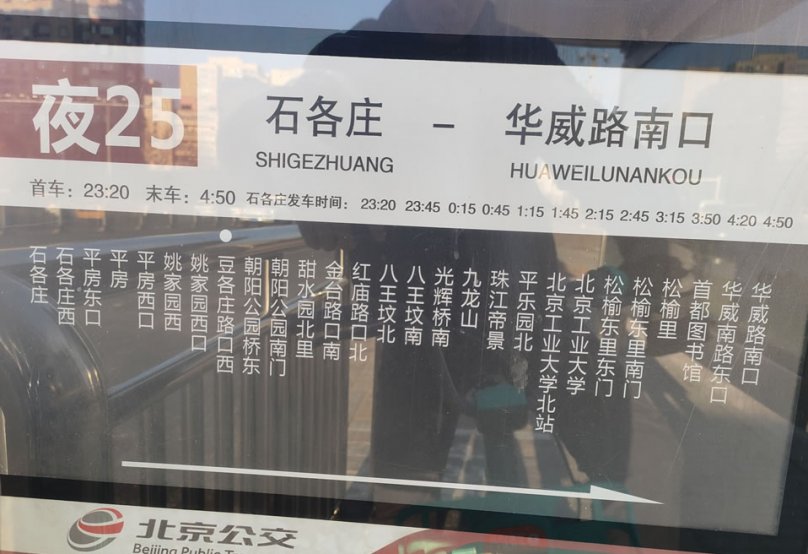 夜25
石各庄 － 华威路南口
SHIGEZHUANG
HUAWEILUNANKOU
首车：23:20 末车：4:50 石各庄发车时间： 23:20 23:45 0:15 0:45 1:15 1:45 2:15 2:45 3:15 3:50 4:20 4:50
石各庄
石各庄西
平房东口
平房
平房西口
姚家园西
姚家园西口
豆各庄路口西
朝阳公园桥东
朝阳公园南门
甜水园北里
金台路口南
红庙路口北
八王坟北
八王坟南
光辉桥南
九龙山
珠江帝景
平乐园北
北京工业大学北站
北京工业大学
松榆东里东门
松榆东里南门
松榆里
首都图书馆
华威南路东口
华威路南口
北京公交
Beijing Public